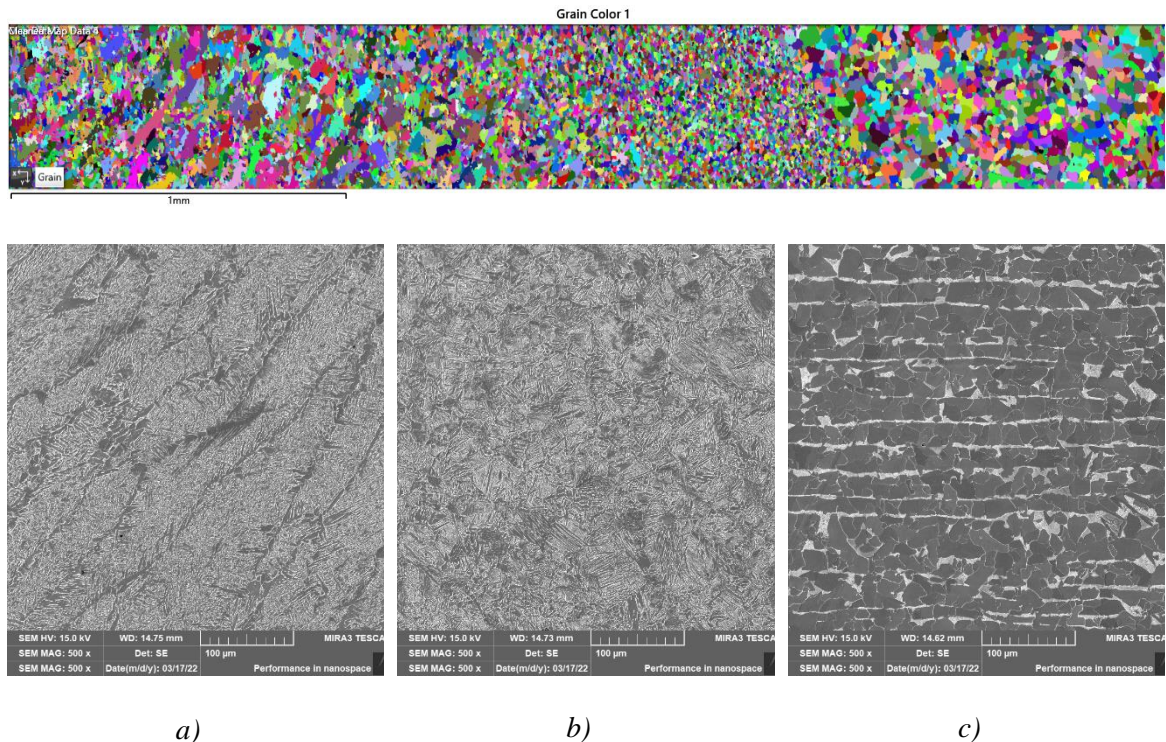 Grain Color 1
Map Data 4
Grain
1mm
SEM HV: 15.0 kV WD: 14.75 mm MIRA3 TESCA
SEM MAG: 500 x Det: SE 100 µm
SEM MAG: 500 x Date(m/d/y): 03/17/22 Performance in nanospace
SEM HV: 15.0 kV WD: 14.73 mm MIRA3 TESCA
SEM MAG: 500 x Det: SE 100 µm
SEM MAG: 500 x Date(m/d/y): 03/17/22 Performance in nanospace
SEM HV: 15.0 kV WD: 14.62 mm MIRA3 TESCA
SEM MAG: 500 x Det: SE 100 µm
SEM MAG: 500 x Date(m/d/y): 03/17/22 Performance in nanospace
a) b) c)